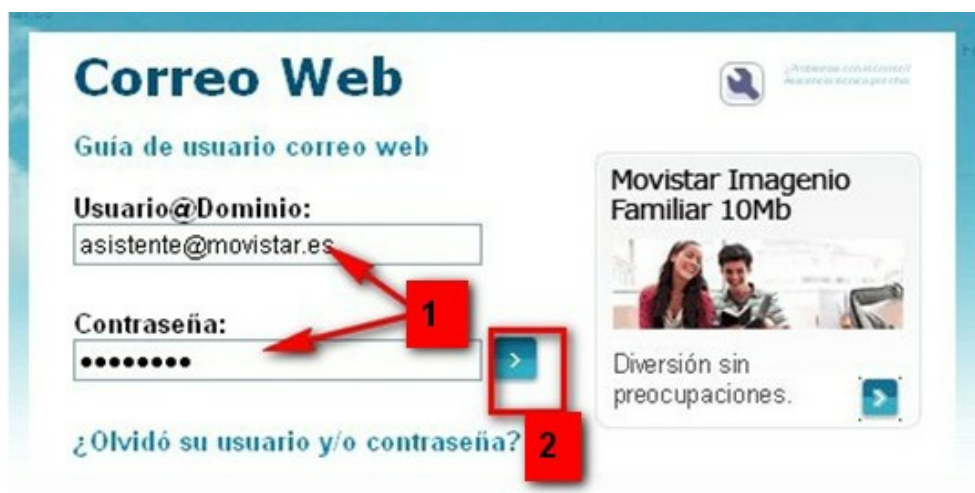 Correo Web
Guía de usuario correo web
Usuario@Dominio:
asistente@movistar.es
1
Contraseña:
••••••••
¿Olvidó su usuario y/o contraseña?
2
Movistar Imagenio
Familiar 10Mb
Diversión sin
preocupaciones.